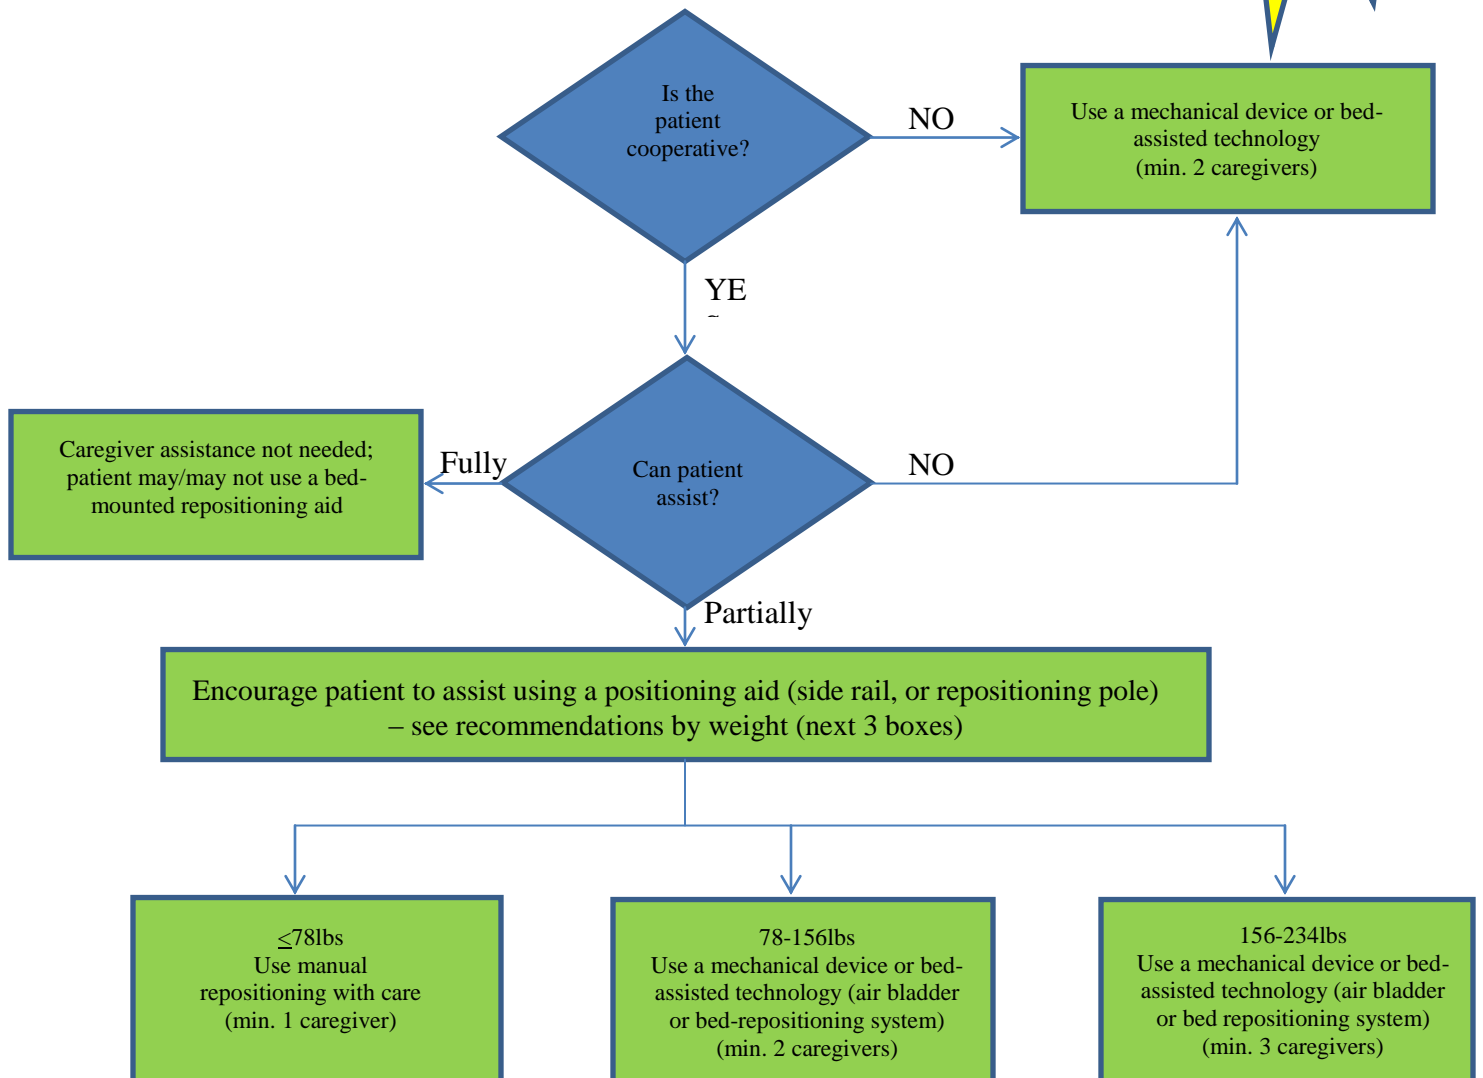 Is the
patient
cooperative?
NO
Use a mechanical device or bed-
assisted technology
(min. 2 caregivers)
YE
Caregiver assistance not needed;
patient may/may not use a bed-
mounted repositioning aid
Fully
Can patient
assist?
NO
Partially
Encourage patient to assist using a positioning aid (side rail, or repositioning pole)
– see recommendations by weight (next 3 boxes)
≤78lbs
Use manual
repositioning with care
(min. 1 caregiver)
78-156lbs
Use a mechanical device or bed-
assisted technology (air bladder
or bed-repositioning system)
(min. 2 caregivers)
156-234lbs
Use a mechanical device or bed-
assisted technology (air bladder
or bed repositioning system)
(min. 3 caregivers)